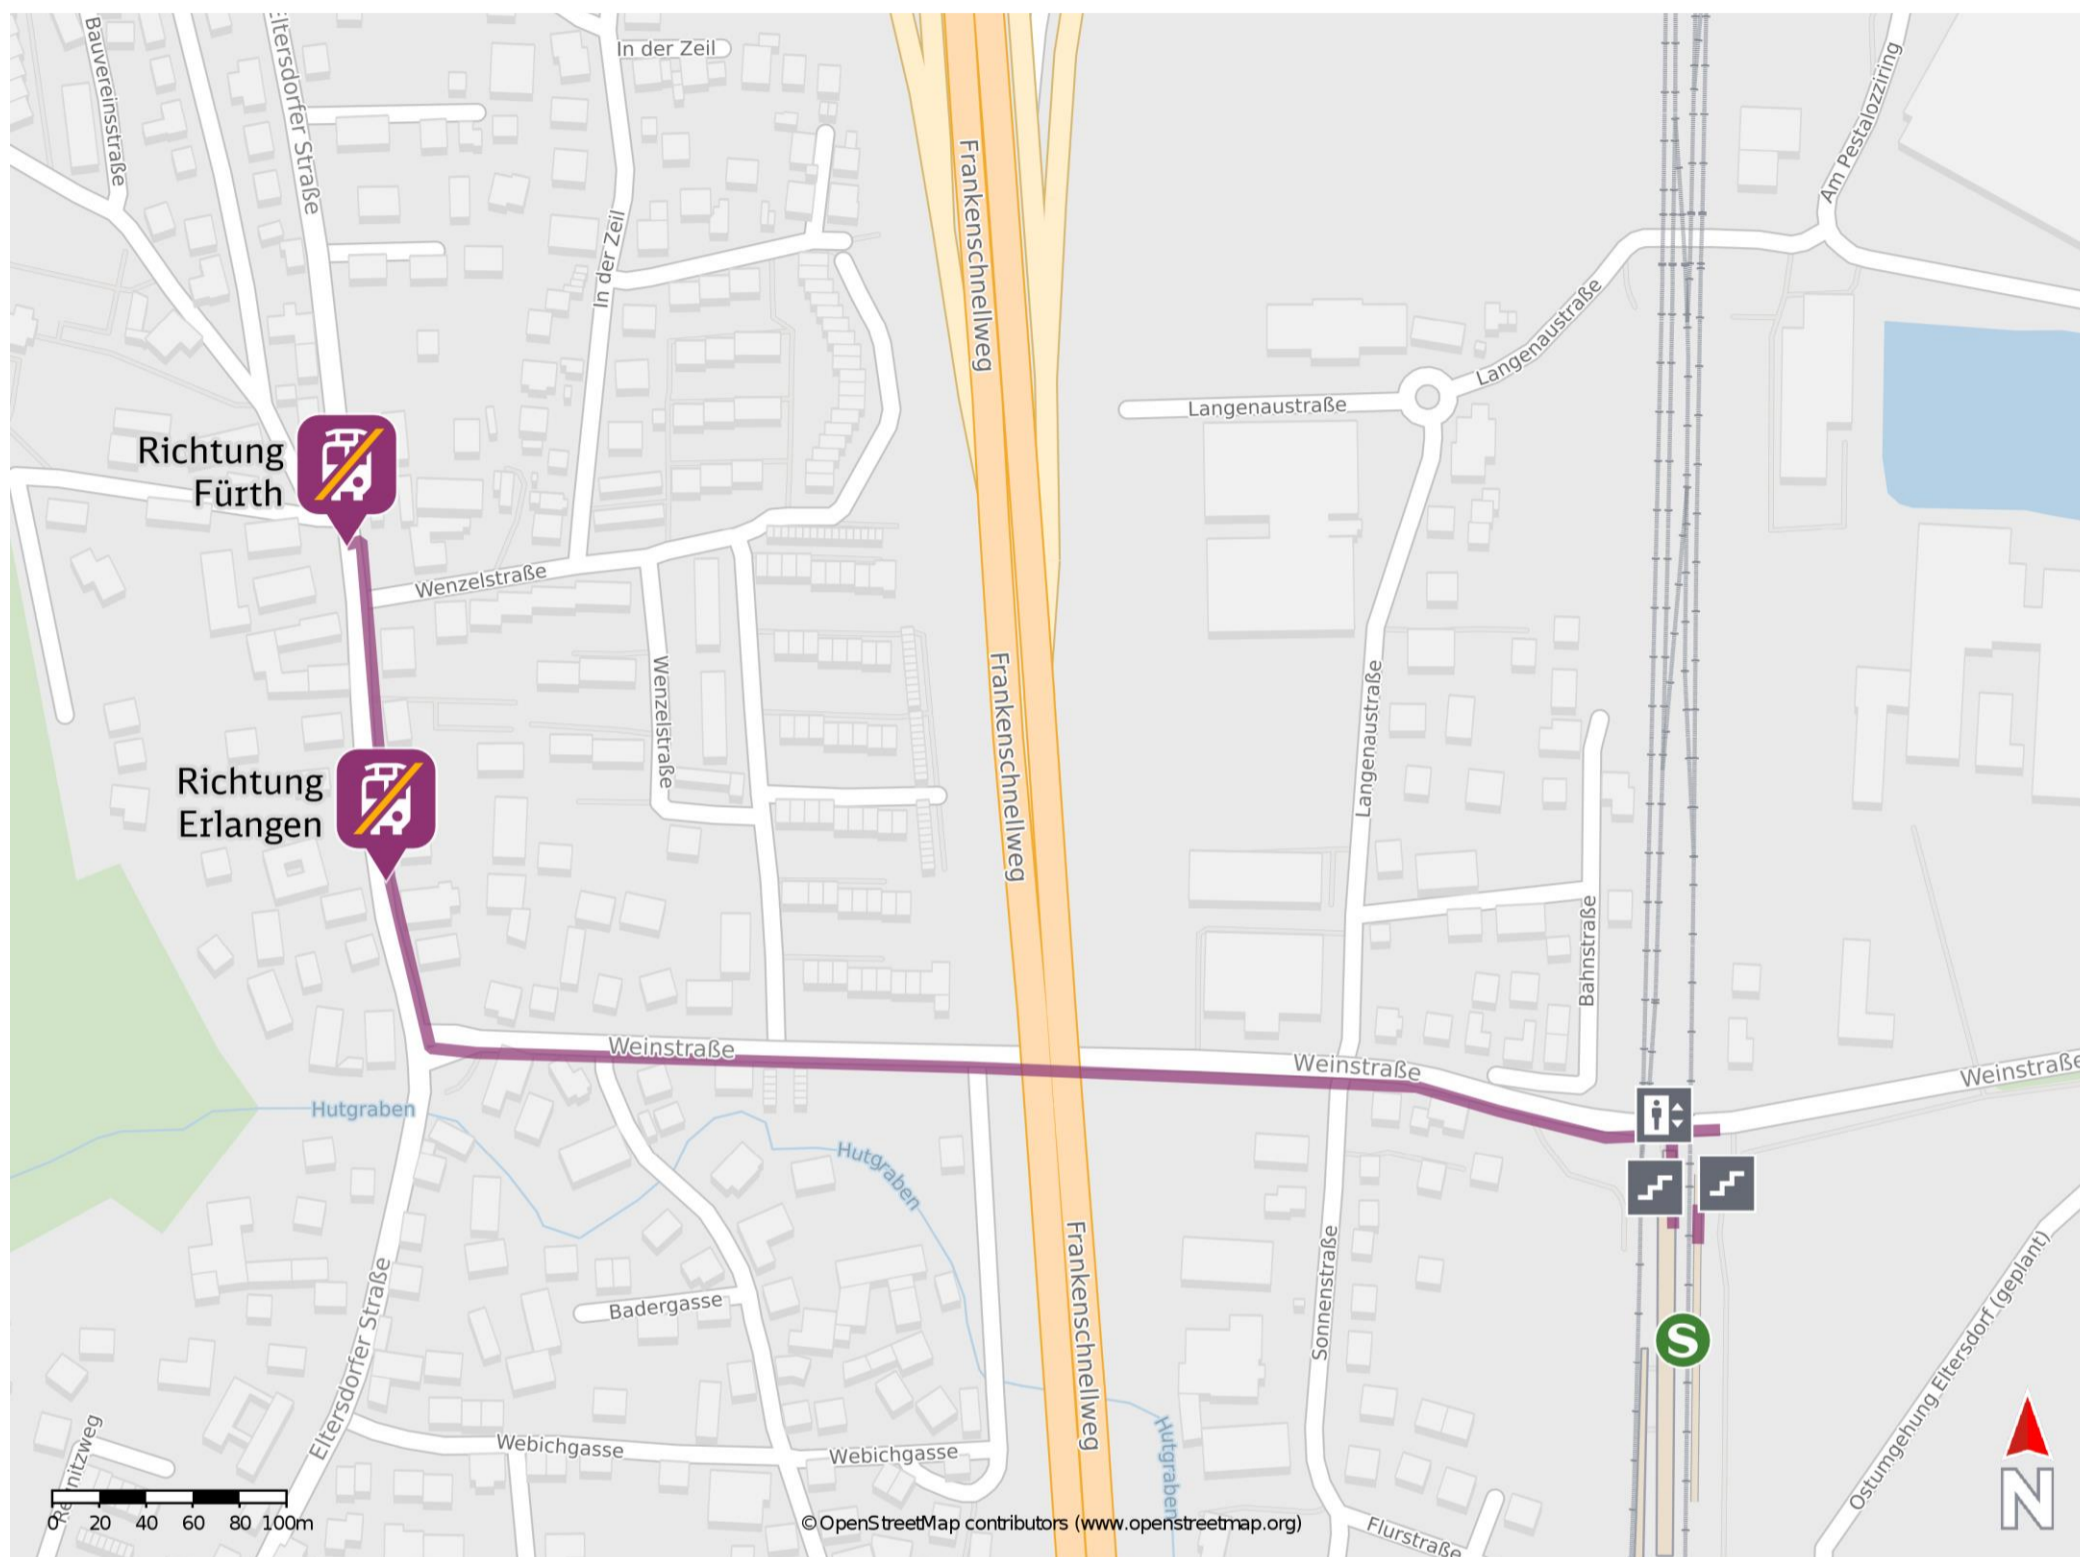 In der Zeil
Bauvereinsstraße
Eltersdorfer Straße
Am Pestalozziring
Frankenschnellweg
In der Zeil
Langenaustraße
Langenaustraße
Richtung
Fürth
Wenzelstraße
Wenzelstraße
Frankenschnellweg
Langenaustraße
Richtung
Erlangen
Bahnstraße
Weinstraße
Weinstraße
Weinstraße
Hutgraben
Hutgraben
Frankenschnellweg
Sonnenstraße
Badergasse
Eltersdorfer Straße
S
Ostumgehung Eltersdorf (geplant)
Webichgasse
Webichgasse
Hutgraben
N
0 20 40 60 80 100m
©OpenStreetMap contributors (www.openstreetmap.org)
Flurstraße